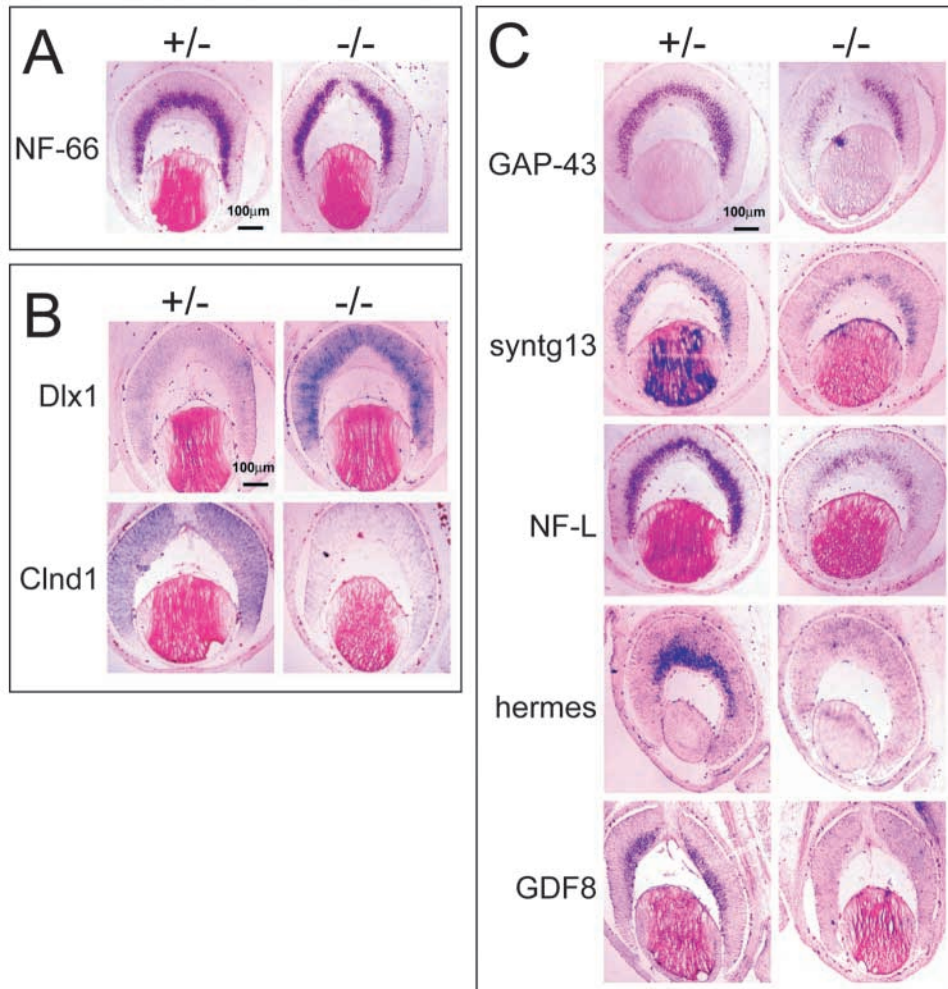 A
+/-
-/-
NF-66
100μm
B
+/-
-/-
Dlx1
100μm
Clnd1
C
+/-
-/-
GAP-43
100μm
syntg13
NF-L
hermes
GDF8